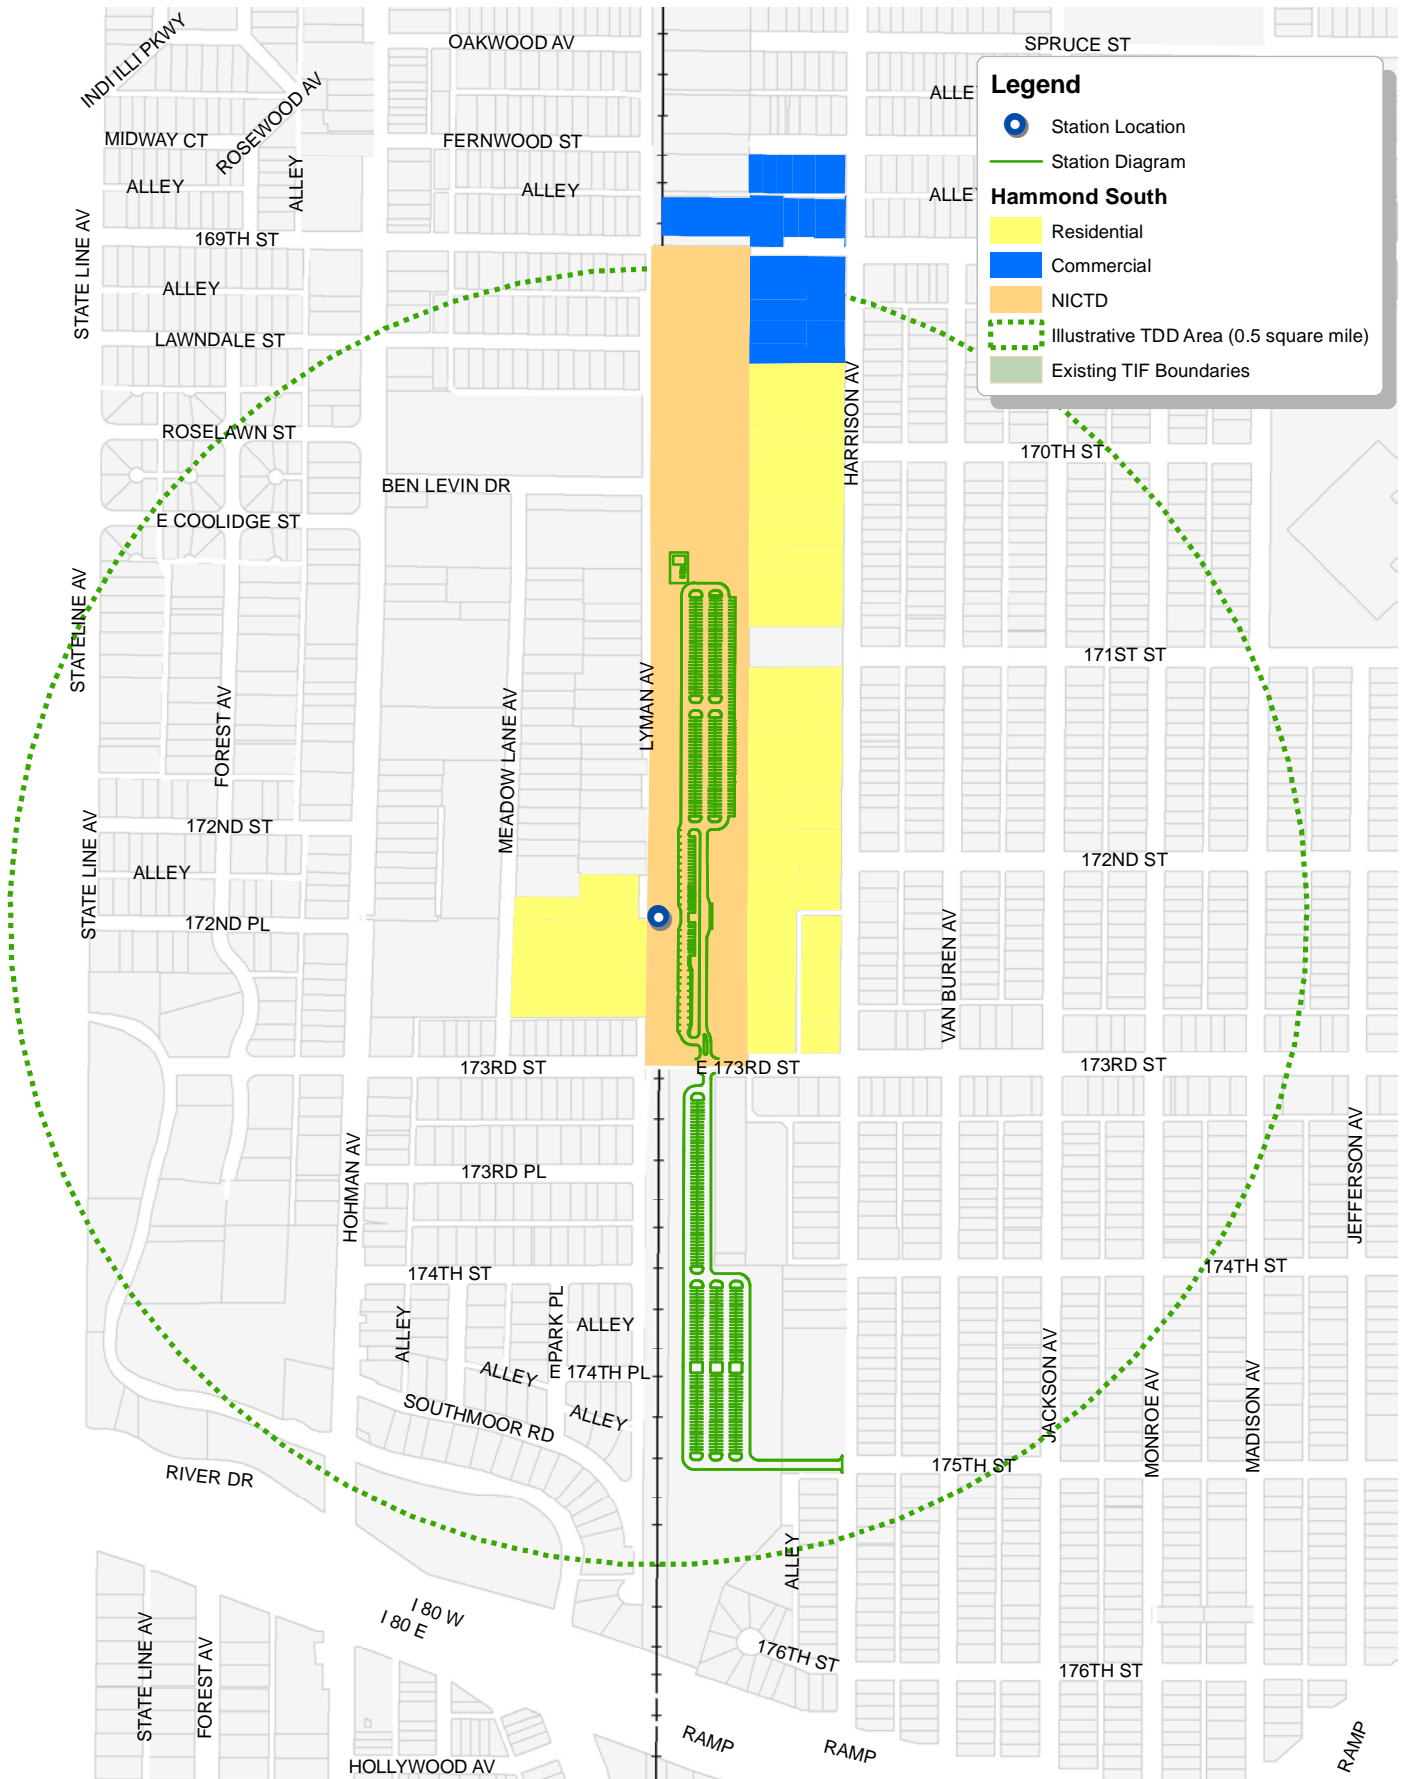 INDI ILLI PKWY
OAKWOOD AV
SPRUCE ST
ROSEWOOD AV
ALLE
MIDWAY CT
FERNWOOD ST
ALLEY
ALLEY
ALLEY
ALLE
STATE LINE AV
169TH ST
ALLEY
LAWNDALE ST
HARRISON AV
ROSELAWN ST
170TH ST
BEN LEVIN DR
E COOLIDGE ST
STATELINE AV
171ST ST
FOREST AV
LYMAN AV
MEADOW LANE AV
172ND ST
STATE LINE AV
172ND ST
ALLEY
172ND PL
VAN BUREN AV
173RD ST
E 173RD ST
173RD ST
HOHMAN AV
173RD PL
JEFFERSON AV
174TH ST
174TH ST
ALLEY
PARK PL
ALLEY
ALLEY
E 174TH PL
JACKSON AV
MONROE AV
MADISON AV
SOUTHMOOR RD
ALLEY
RIVER DR
175TH ST
ALLEY
I 80 W
I 80 E
STATE LINE AV
FOREST AV
176TH ST
176TH ST
RAMP
RAMP
RAMP
HOLLYWOOD AV
Legend
Station Location
Station Diagram
Hammond South
Residential
Commercial
NICTD
Illustrative TDD Area (0.5 square mile)
Existing TIF Boundaries